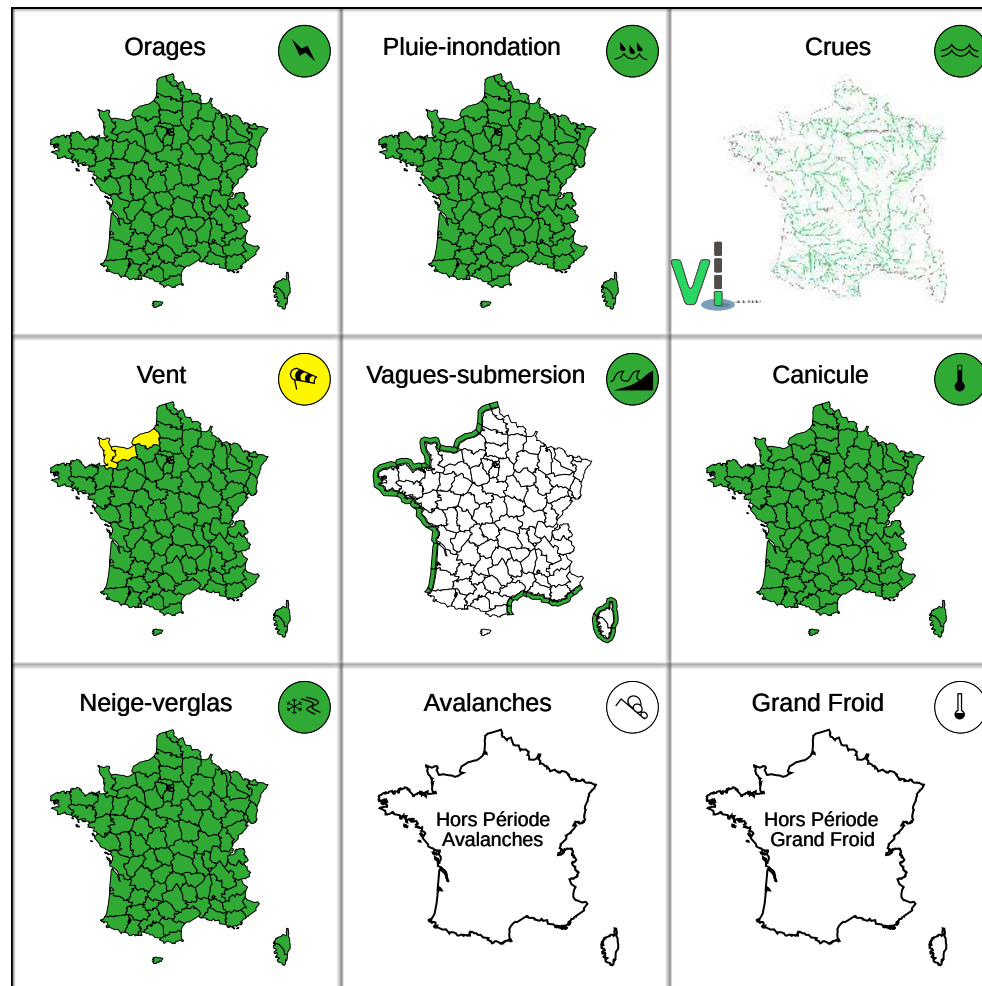 Orages
Pluie-inondation
Crues
Vi
Vent
Vagues-submersion
Canicule
Neige-verglas
Avalanches
Grand Froid
Hors Période
Avalanches
Hors Période
Grand Froid